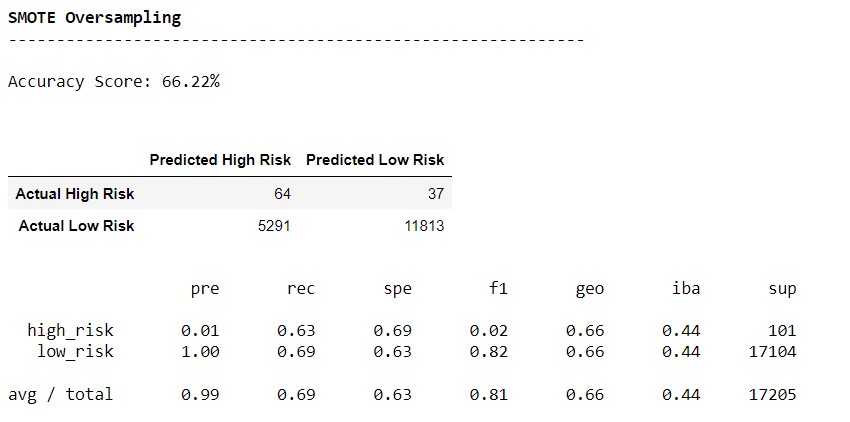 SMOTE Oversampling
-----------------------------------------------------------
Accuracy Score: 66.22%
Predicted High Risk Predicted Low Risk
Actual High Risk 64 37
Actual Low Risk 5291 11813
pre rec spe f1 geo iba sup
high_risk 0.01 0.63 0.69 0.02 0.66 0.44 101
low_risk 1.00 0.69 0.63 0.82 0.66 0.44 17104
avg / total 0.99 0.69 0.63 0.81 0.66 0.44 17205